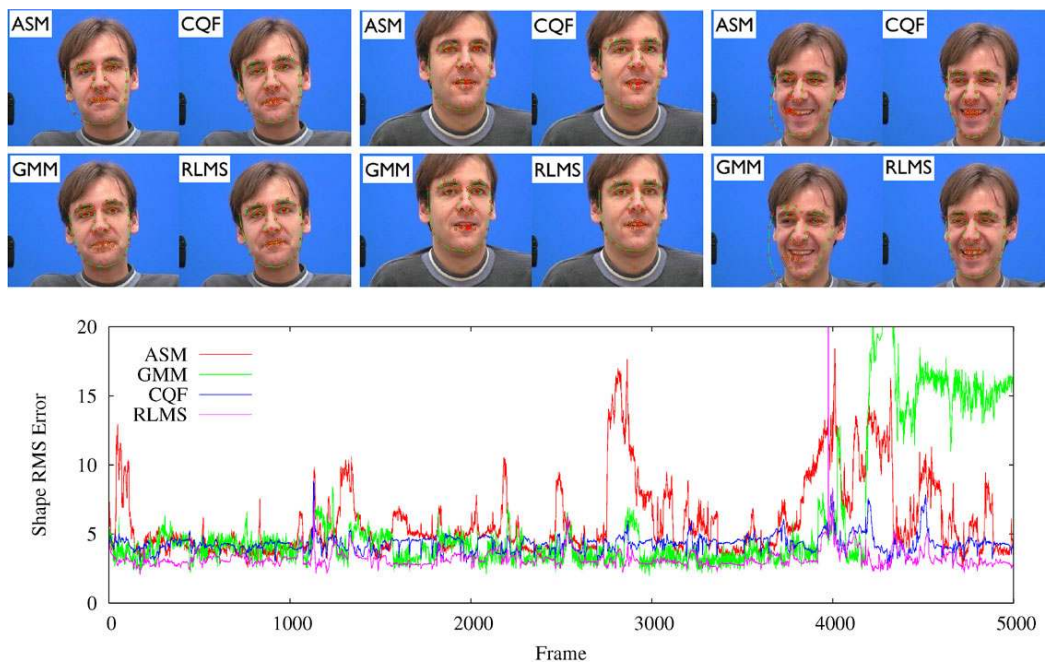 ASM CQF ASM CQF ASM CQF
GMM RLMS GMM RLMS GMM RLMS
20
15
10
5
0
Shape RMS Error
ASM
GMM
CQF
RLMS
0 1000 2000 3000 4000 5000
Frame